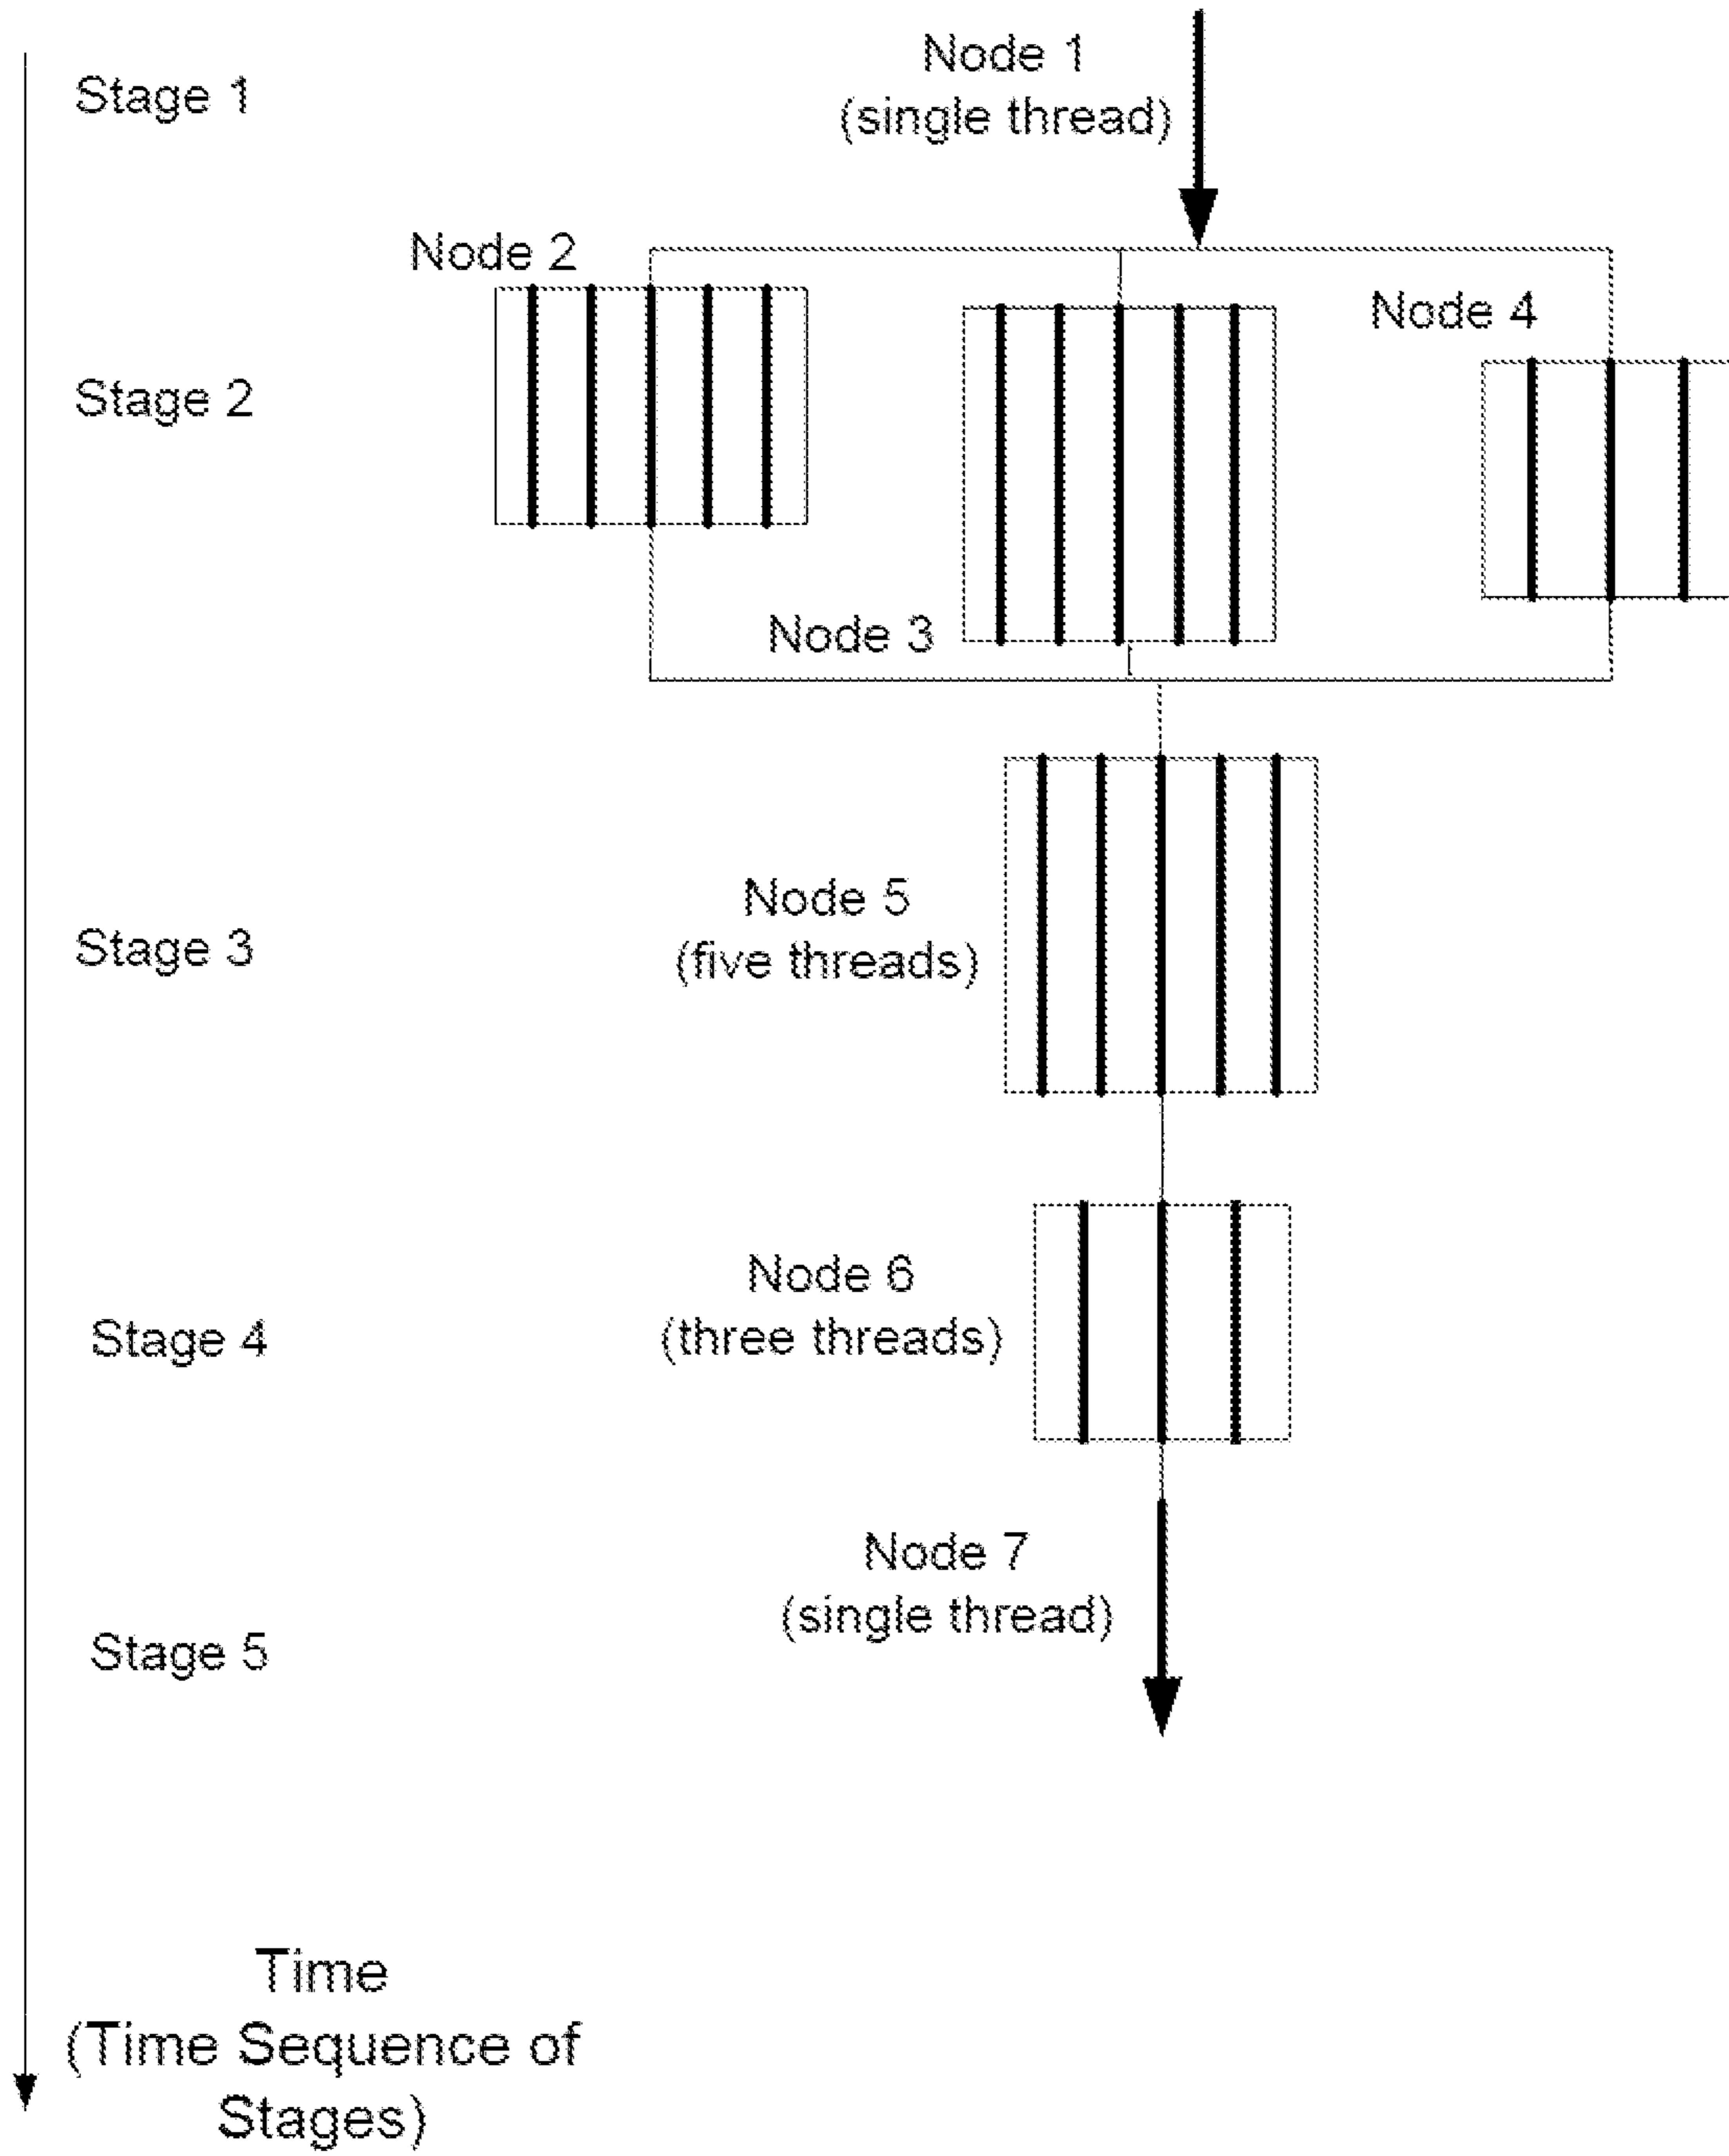 Stage 1
Node 1
(single thread)
Node 2
Node 4
Stage 2
Node 3
Node 5
(five threads)
Stage 3
Node 6
(three threads)
Stage 4
Node 7
(single thread)
Stage 5
Time
(Time Sequence of
Stages)